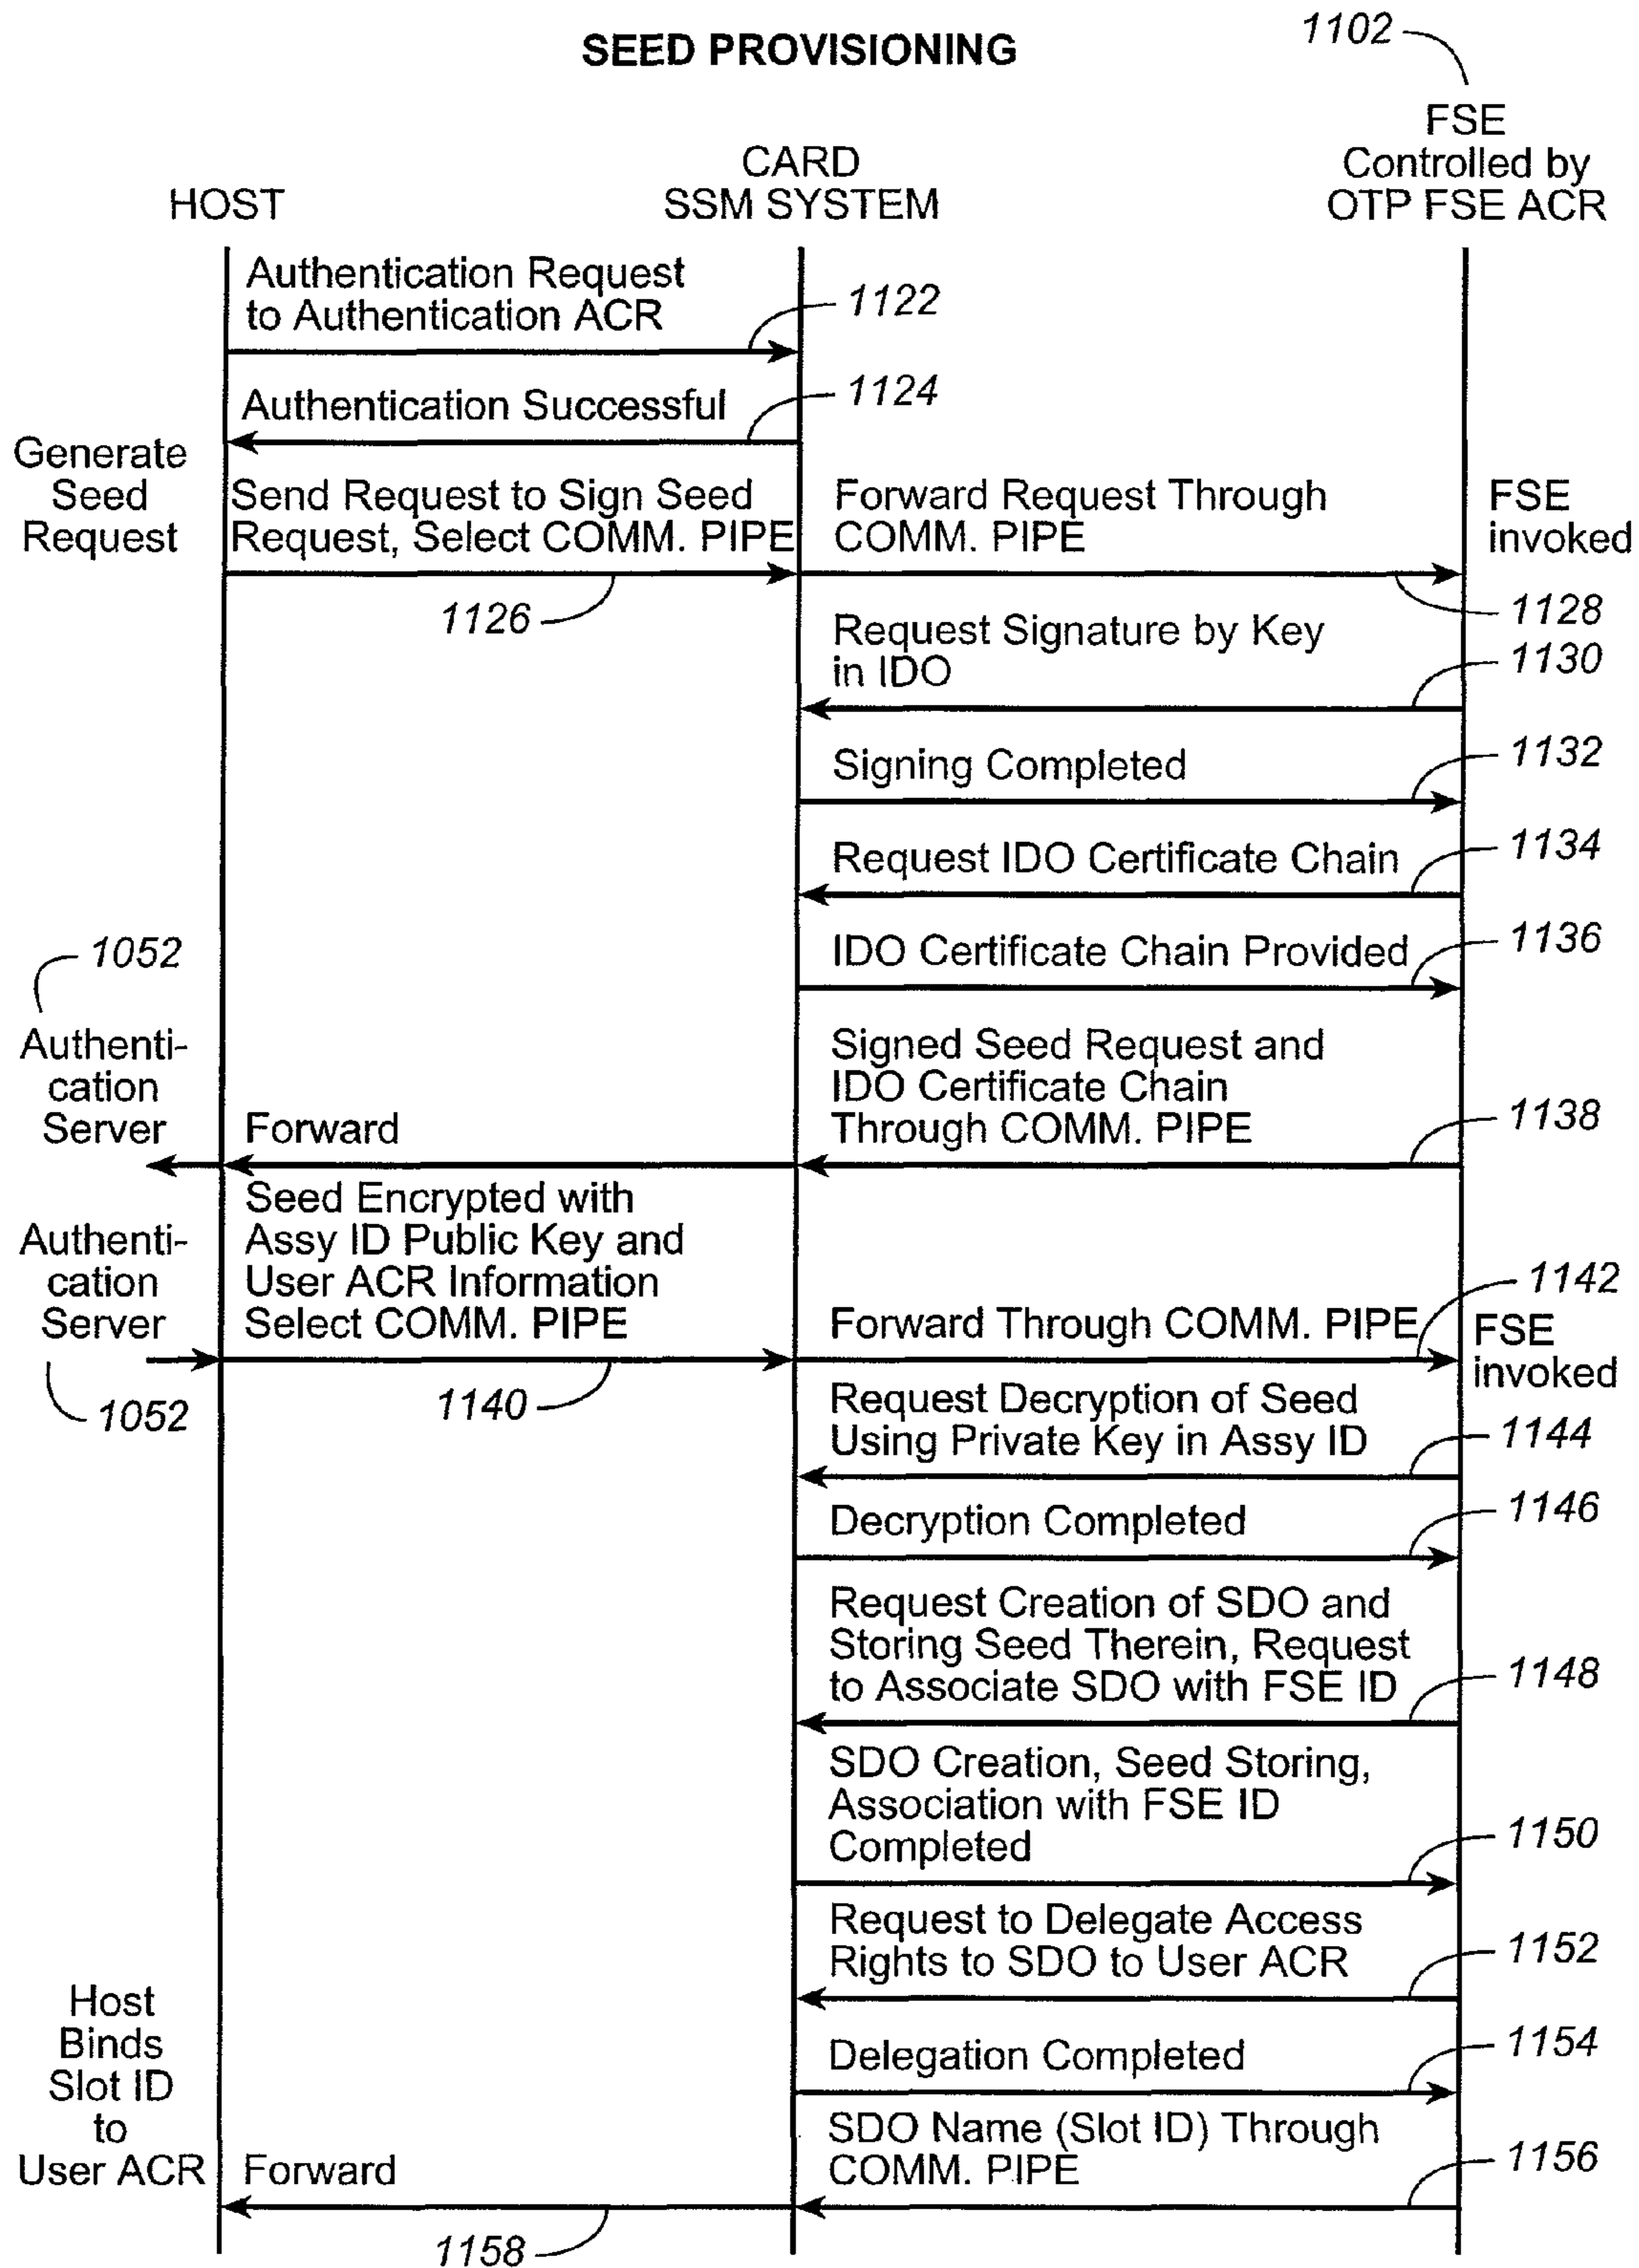 SEED PROVISIONING
1102
FSE
Controlled by
OTP FSE ACR
CARD
SSM SYSTEM
HOST
Authentication Request
to Authentication ACR
1122
Authentication Successful
1124
Generate
Seed
Request
Send Request to Sign Seed
Request, Select COMM. PIPE
1126
Forward Request Through
COMM. PIPE
FSE
invoked
1128
Request Signature by Key
in IDO
1130
Signing Completed
1132
Request IDO Certificate Chain
1134
IDO Certificate Chain Provided
1136
1052
Authenti-
cation
Server
Forward
Signed Seed Request and
IDO Certificate Chain
Through COMM. PIPE
1138
Authenti-
cation
Server
1052
Seed Encrypted with
Assy ID Public Key and
User ACR Information
Select COMM. PIPE
1140
Forward Through COMM. PIPE
1142
FSE
invoked
Request Decryption of Seed
Using Private Key in Assy ID
1144
Decryption Completed
1146
Request Creation of SDO and
Storing Seed Therein, Request
to Associate SDO with FSE ID
1148
SDO Creation, Seed Storing,
Association with FSE ID
Completed
1150
Request to Delegate Access
Rights to SDO to User ACR
1152
Delegation Completed
1154
Host
Binds
Slot ID
to
User ACR
Forward
SDO Name (Slot ID) Through
COMM. PIPE
1156
1158